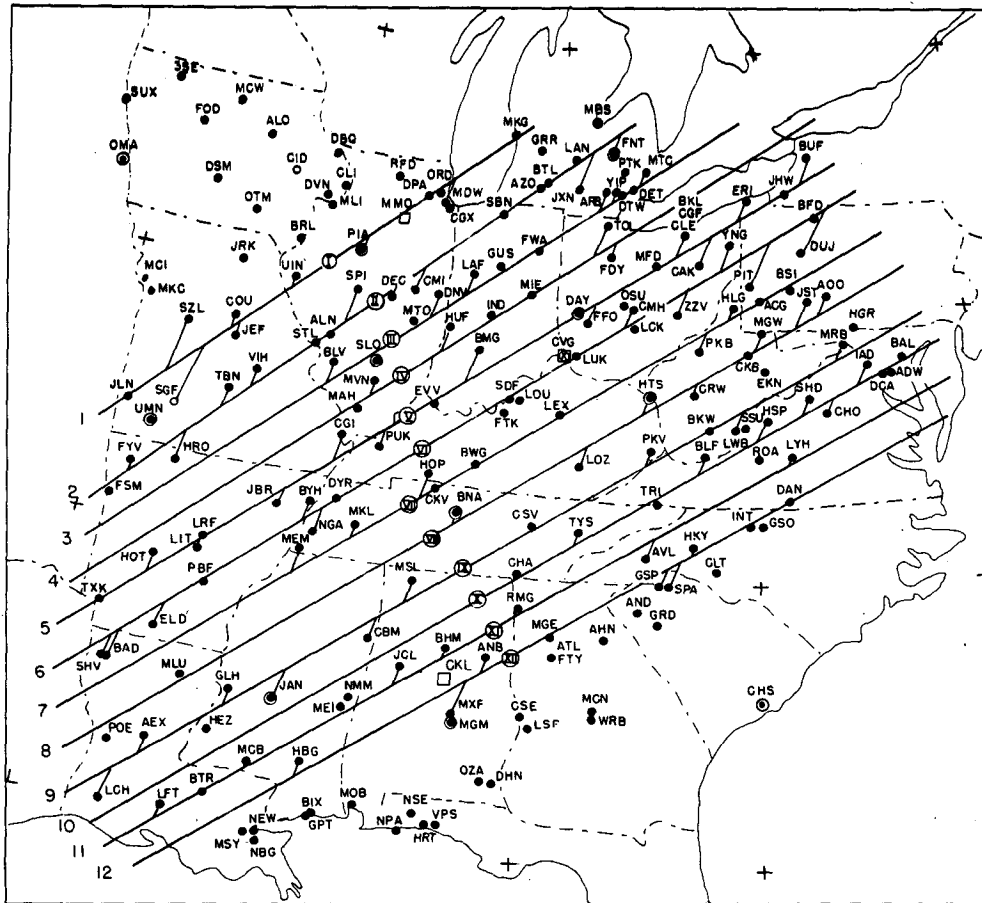 SSE
SUX
MCW
FOD
MKG
MBS
OMA
ALO
DBQ
GRR
LAN
FNT
BUF
CID
RFD
PTK
MTC
DSM
DPA
ORD
BTL
CLI
AZO
JXN
YIP
DET
JHW
DVN
MDW
ARB
DTW
ERI
OTM
MLI
MMO
CGX
SBN
BKL
BFD
BRL
CGF
TOL
CLE
YNG
PIA
FWA
JRK
GUS
FDY
MFD
DUJ
MCI
I
LAF
CAK
MKC
UIN
SPI
DEC
CMI
DNV
MIE
PIT
BSI
COU
II
DAY
OSU
AOO
SZL
MTO
IND
CMH
ZZV
HLG
JST
JEF
ALN
HUF
FFO
ACG
STL
III
LCK
MGW
HGR
BMG
MRB
VIH
BLV
SLO
CVG
PKB
BAL
TBN
IV
XI
LUK
CKB
IAD
JLN
SGF
MVN
EKN
DCA
ADW
MAH
EVV
SDF
LOU
HTS
CRW
SHD
UMN
V
LEX
CHO
1
FTK
HSP
CGI
BKW
SSU
PUK
VI
PKV
LWB
LYH
FYV
HRO
BWG
LOZ
BLF
ROA
HOP
2
FSM
DYR
TRI
DAN
JBR
BYH
CKV
BNA
VII
CSV
TYS
INT
LRF
NGA
MKL
GSO
3
LIT
HKY
HOT
MEM
AVL
PBF
MSL
IX
CHA
CLT
4
GSP
TXK
SPA
X
RMG
AND
ELD
GRD
5
CBM
MGE
AHN
BHM
XI
BAD
SHV
ATL
JCL
ANB
6
MLU
CKL
XII
FTY
GLH
JAN
NMM
CHS
7
MEI
MXF
MCN
AEX
HEZ
MGM
CSE
WRB
POE
LSF
8
MCB
HBG
OZA
DHN
9
LCH
BTR
LFT
MOB
10
BIX
NSE
NEW
VPS
11
MSY
GPT
NPA
HRT
NBG
12